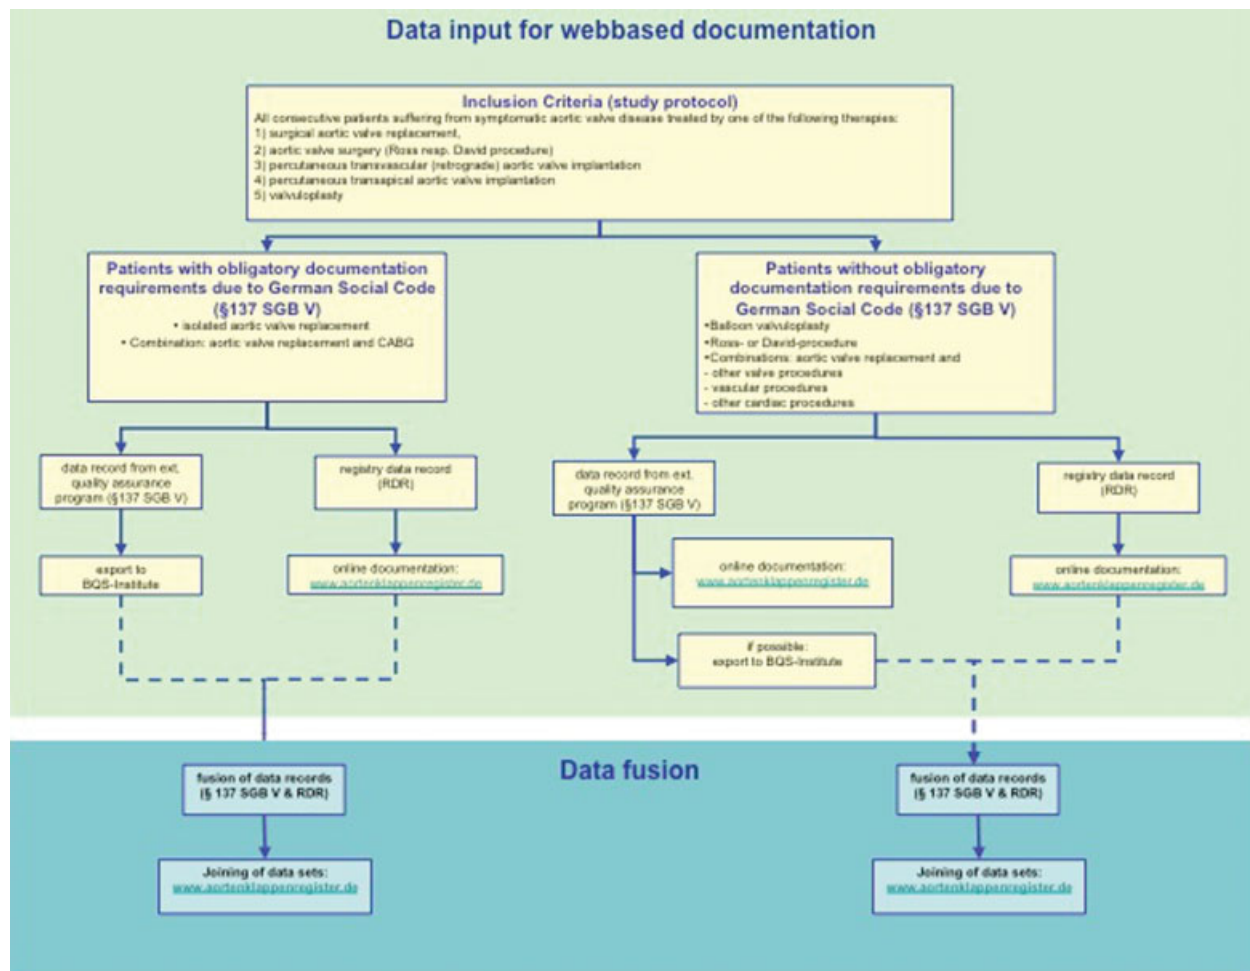 Data input for webbased documentation
Inclusion Criteria (study protocol)
All consecutive patients suffering from symptomatic aortic valve disease treated by one of the following therapies:
1) surgical aortic valve replacement,
2) aortic valve surgery (Ross resp. David procedure)
3) percutaneous transvascular (retrograde) aortic valve implantation
4) percutaneous transapical aortic valve implantation
5) valvuloplasty
Patients with obligatory documentation
requirements due to German Social Code
(§137 SGB V)
• isolated aortic valve replacement
• Combination: aortic valve replacement and CABG
Patients without obligatory
documentation requirements due to
German Social Code (§137 SGB V)
•Balloon valvuloplasty
•Ross- or David-procedure
•Combinations: aortic valve replacement and
- other valve procedures
- vascular procedures
- other cardiac procedures
data record from ext.
quality assurance
program (§137 SGB V)
registry data record
(RDR)
data record from ext.
quality assurance
program (§137 SGB V)
registry data record
(RDR)
export to
BQS-Institute
online documentation:
www.aortenklappenregister.de
online documentation:
www.aortenklappenregister.de
online documentation:
www.aortenklappenregister.de
if possible:
export to BQS-Institute
Data fusion
fusion of data records
(§ 137 SGB V & RDR)
Joining of data sets:
www.aortenklappenregister.de
fusion of data records
(§ 137 SGB V & RDR)
Joining of data sets:
www.aortenklappenregister.de